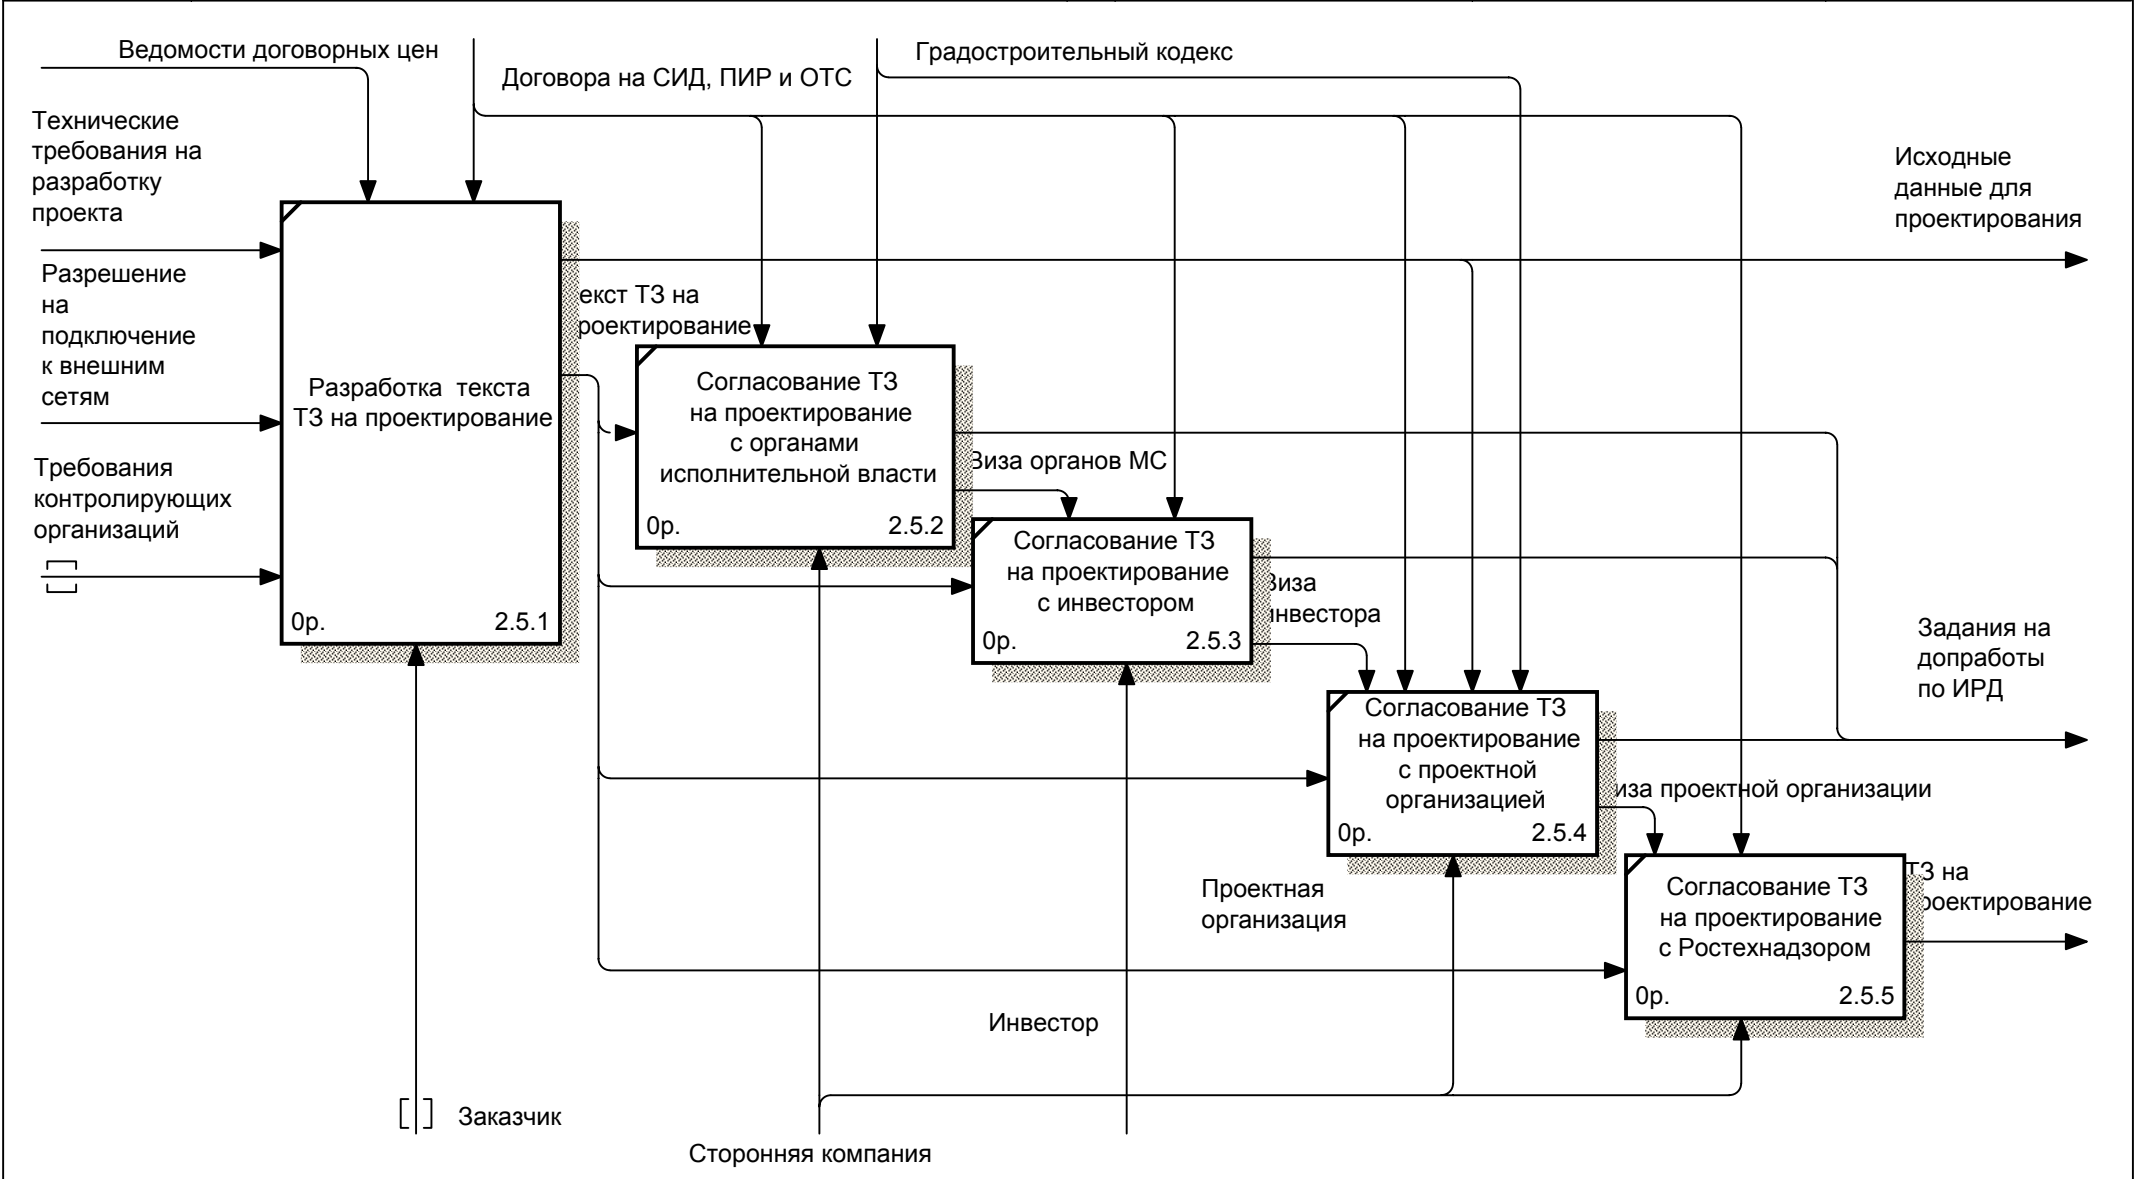 Ведомости договорных цен
Градостроительный кодекс
Договора на СИД, ПИР и ОТС
Технические
требования на
разработку
проекта
Исходные
данные для
проектирования
Разрешение
на
подключение
к внешним
сетям
екст ТЗ на
роектирование
Разработка текста
ТЗ на проектирование
0р. 2.5.1
Согласование ТЗ
на проектирование
с органами
исполнительной власти
0р. 2.5.2
Требования
контролирующих
организаций
Виза органов МС
Согласование ТЗ
на проектирование
с инвестором
0р. 2.5.3
Виза
инвестора
Задания на
допработы
по ИРД
Согласование ТЗ
на проектирование
с проектной
организацией
0р. 2.5.4
иза проектной организации
Проектная
организация
ТЗ на
роектирование
Согласование ТЗ
на проектирование
с Ростехнадзором
0р. 2.5.5
Инвестор
Заказчик
Сторонняя компания